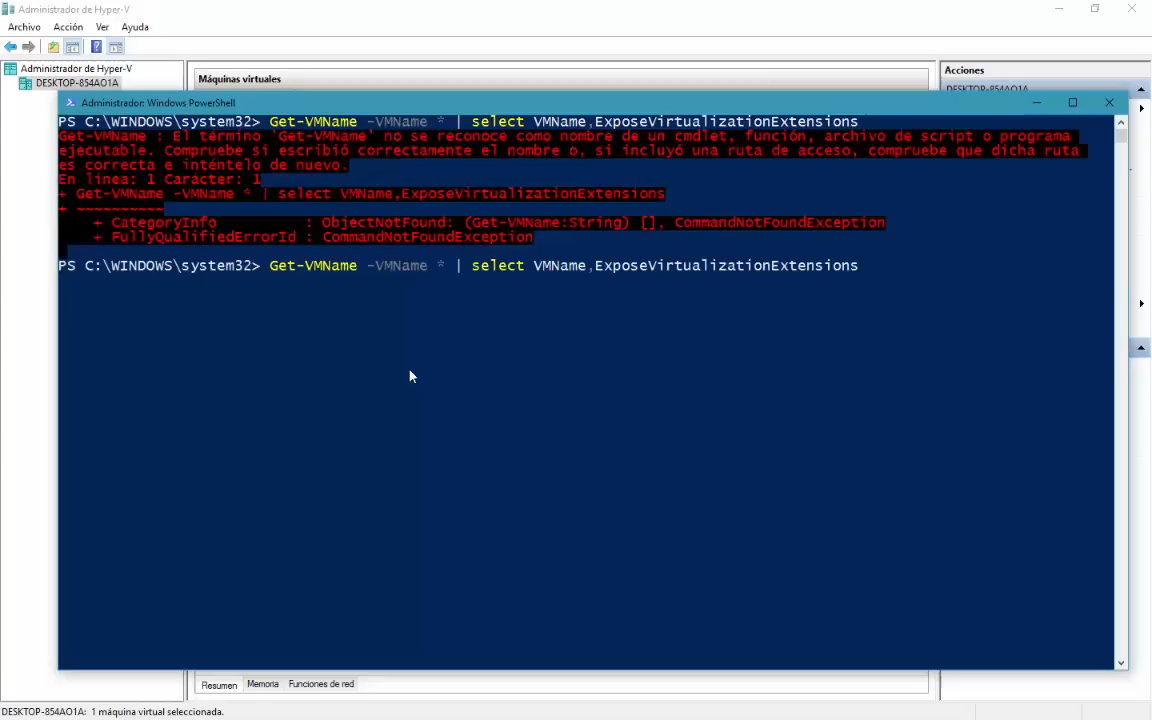 Administrador de Hyper-V
Archivo Acción Ver Ayuda
Administrador de Hyper-V
DESKTOP-854AO1A
Máquinas virtuales
Acciones
DESKTOP-854AO1A
Administrador: Windows PowerShell
PS C:\WINDOWS\system32> Get-VMName -VMName * | select VMName,ExposeVirtualizationExtensions
Get-VMName : El término 'Get-VMName' no se reconoce como nombre de un cmdlet, función, archivo de script o programa
ejecutable. Compruebe si escribió correctamente el nombre o, si incluyó una ruta de acceso, compruebe que dicha ruta
es correcta e inténtelo de nuevo.
En línea: 1 Carácter: 1
+ Get-VMName -VMName * | select VMName,ExposeVirtualizationExtensions
+ ~~~~~~~~~~
+ CategoryInfo : ObjectNotFound: (Get-VMName:String) [], CommandNotFoundException
+ FullyQualifiedErrorId : CommandNotFoundException
PS C:\WINDOWS\system32> Get-VMName -VMName * | select VMName,ExposeVirtualizationExtensions
Resumen Memoria Funciones de red
DESKTOP-854AO1A: 1 máquina virtual seleccionada.